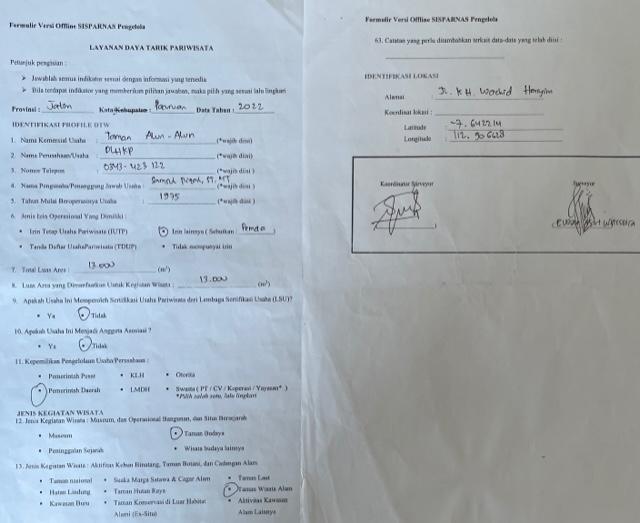 Formulir Versi Offline SISPARNAS Pengelola
LAYANAN DAYA TARIK PARIWISATA
Petunjuk pengisian :
➤ Jawablah semua indikator sesuai dengan informasi yang tersedia
➤ Bila terdapat indikator yang memberikan pilihan jawaban, maka pilih yang sesuai lalu lingkari
Provinsi : Jatim Kota/Kabupaten : Pasuruan Data Tahun : 2022
IDENTIFIKASI PROFILE DTW
1. Nama Komersial Usaha : Taman Alun - Alun (*wajib diisi)
2. Nama Perusahaan/Usaha : DLHKP (*wajib diisi)
3. Nomor Telepon : 0343-423 122 (*wajib diisi)
4. Nama Pengusaha/Penanggung Jawab Usaha : ST, MT (*wajib diisi)
5. Tahun Mulai Beroperasinya Usaha : 1975 (*wajib diisi)
6. Jenis Izin Operasional Yang Dimiliki :
• Izin Tetap Usaha Pariwisata (IUTP) • Izin lainnya ( Sebutkan : Pemda )
• Tanda Daftar Usaha Pariwisata (TDUP) • Tidak mempunyai izin
7. Total Luas Area : 13.000 (m²)
8. Luas Area yang Dimanfaatkan Untuk Kegiatan Wisata : 13.000 (m²)
9. Apakah Usaha Ini Memperoleh Sertifikasi Usaha Pariwisata dari Lembaga Sertifikasi Usaha (LSU)?
• Ya • Tidak
10. Apakah Usaha Ini Menjadi Anggota Asosiasi ?
• Ya • Tidak
11. Kepemilikan Pengelolaan Usaha/Perusahaan :
• Pemerintah Pusat • KLH • Otorita
• Pemerintah Daerah • LMDH • Swasta ( PT / CV / Koperasi / Yayasan* )
*Pilih salah satu, lalu lingkari
JENIS KEGIATAN WISATA
12. Jenis Kegiatan Wisata : Museum, dan Operasional Bangunan, dan Situs Bersejarah
• Museum • Taman Budaya
• Peninggalan Sejarah • Wisata budaya lainnya
13. Jenis Kegiatan Wisata : Aktifitas Kebun Binatang, Taman Botani, dan Cadangan Alam
• Taman nasional • Suaka Marga Satawa & Cagar Alam • Taman Laut
• Hutan Lindung • Taman Hutan Raya • Taman Wisata Alam
• Kawasan Buru • Taman Konservasi di Luar Habitat • Aktivitas Kawasan
Alami (Ex-Situ) Alam Lainnya
Formulir Versi Offline SISPARNAS Pengelola
63. Catatan yang perlu ditambahkan terkait data-data yang telah diisi :
IDENTIFIKASI LOKASI
Alamat : Jl. KH. Wachid Hasyim
Koordinat lokasi :
Latitude : -7. 642214
Longitude : 112. 906613
Koordinator Surveyor Surveyor